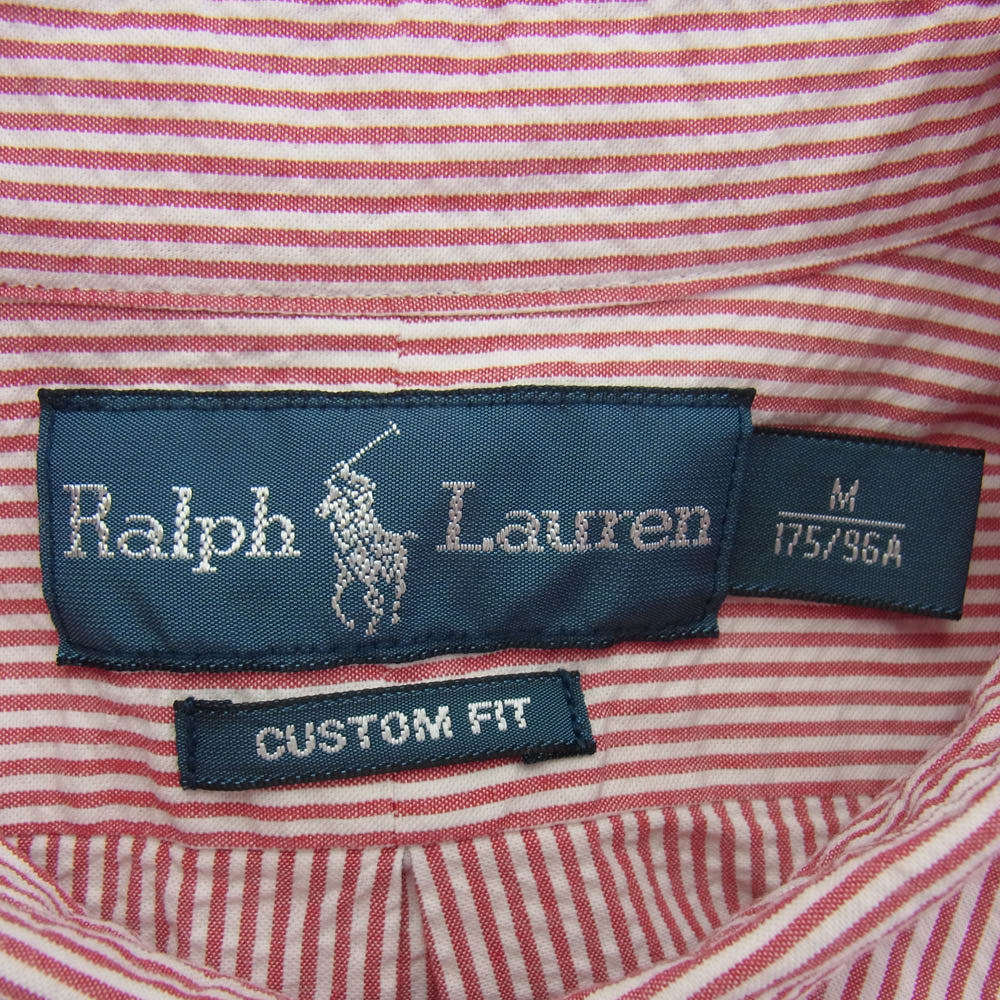 Ralph Lauren
M
175/96A
CUSTOM FIT